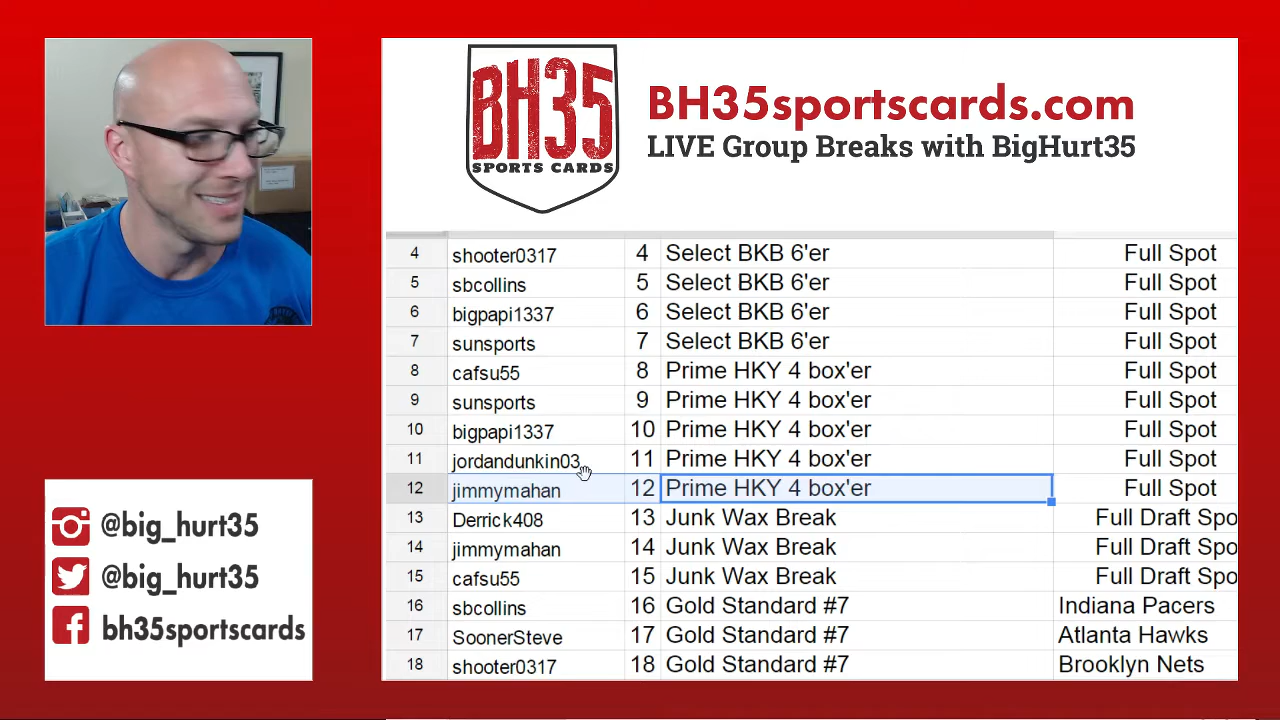 BH35
SPORTS CARDS
BH35sportscards.com
LIVE Group Breaks with BigHurt35
4 shooter0317 4 Select BKB 6'er Full Spot
5 sbcollins 5 Select BKB 6'er Full Spot
6 bigpapi1337 6 Select BKB 6'er Full Spot
7 sunsports 7 Select BKB 6'er Full Spot
8 cafsu55 8 Prime HKY 4 box'er Full Spot
9 sunsports 9 Prime HKY 4 box'er Full Spot
10 bigpapi1337 10 Prime HKY 4 box'er Full Spot
11 jordandunkin03 11 Prime HKY 4 box'er Full Spot
12 jimmymahan 12 Prime HKY 4 box'er Full Spot
13 Derrick408 13 Junk Wax Break Full Draft Spo
14 jimmymahan 14 Junk Wax Break Full Draft Spo
15 cafsu55 15 Junk Wax Break Full Draft Spo
16 sbcollins 16 Gold Standard #7 Indiana Pacers
17 SoonerSteve 17 Gold Standard #7 Atlanta Hawks
18 shooter0317 18 Gold Standard #7 Brooklyn Nets
@big_hurt35
@big_hurt35
bh35sportscards